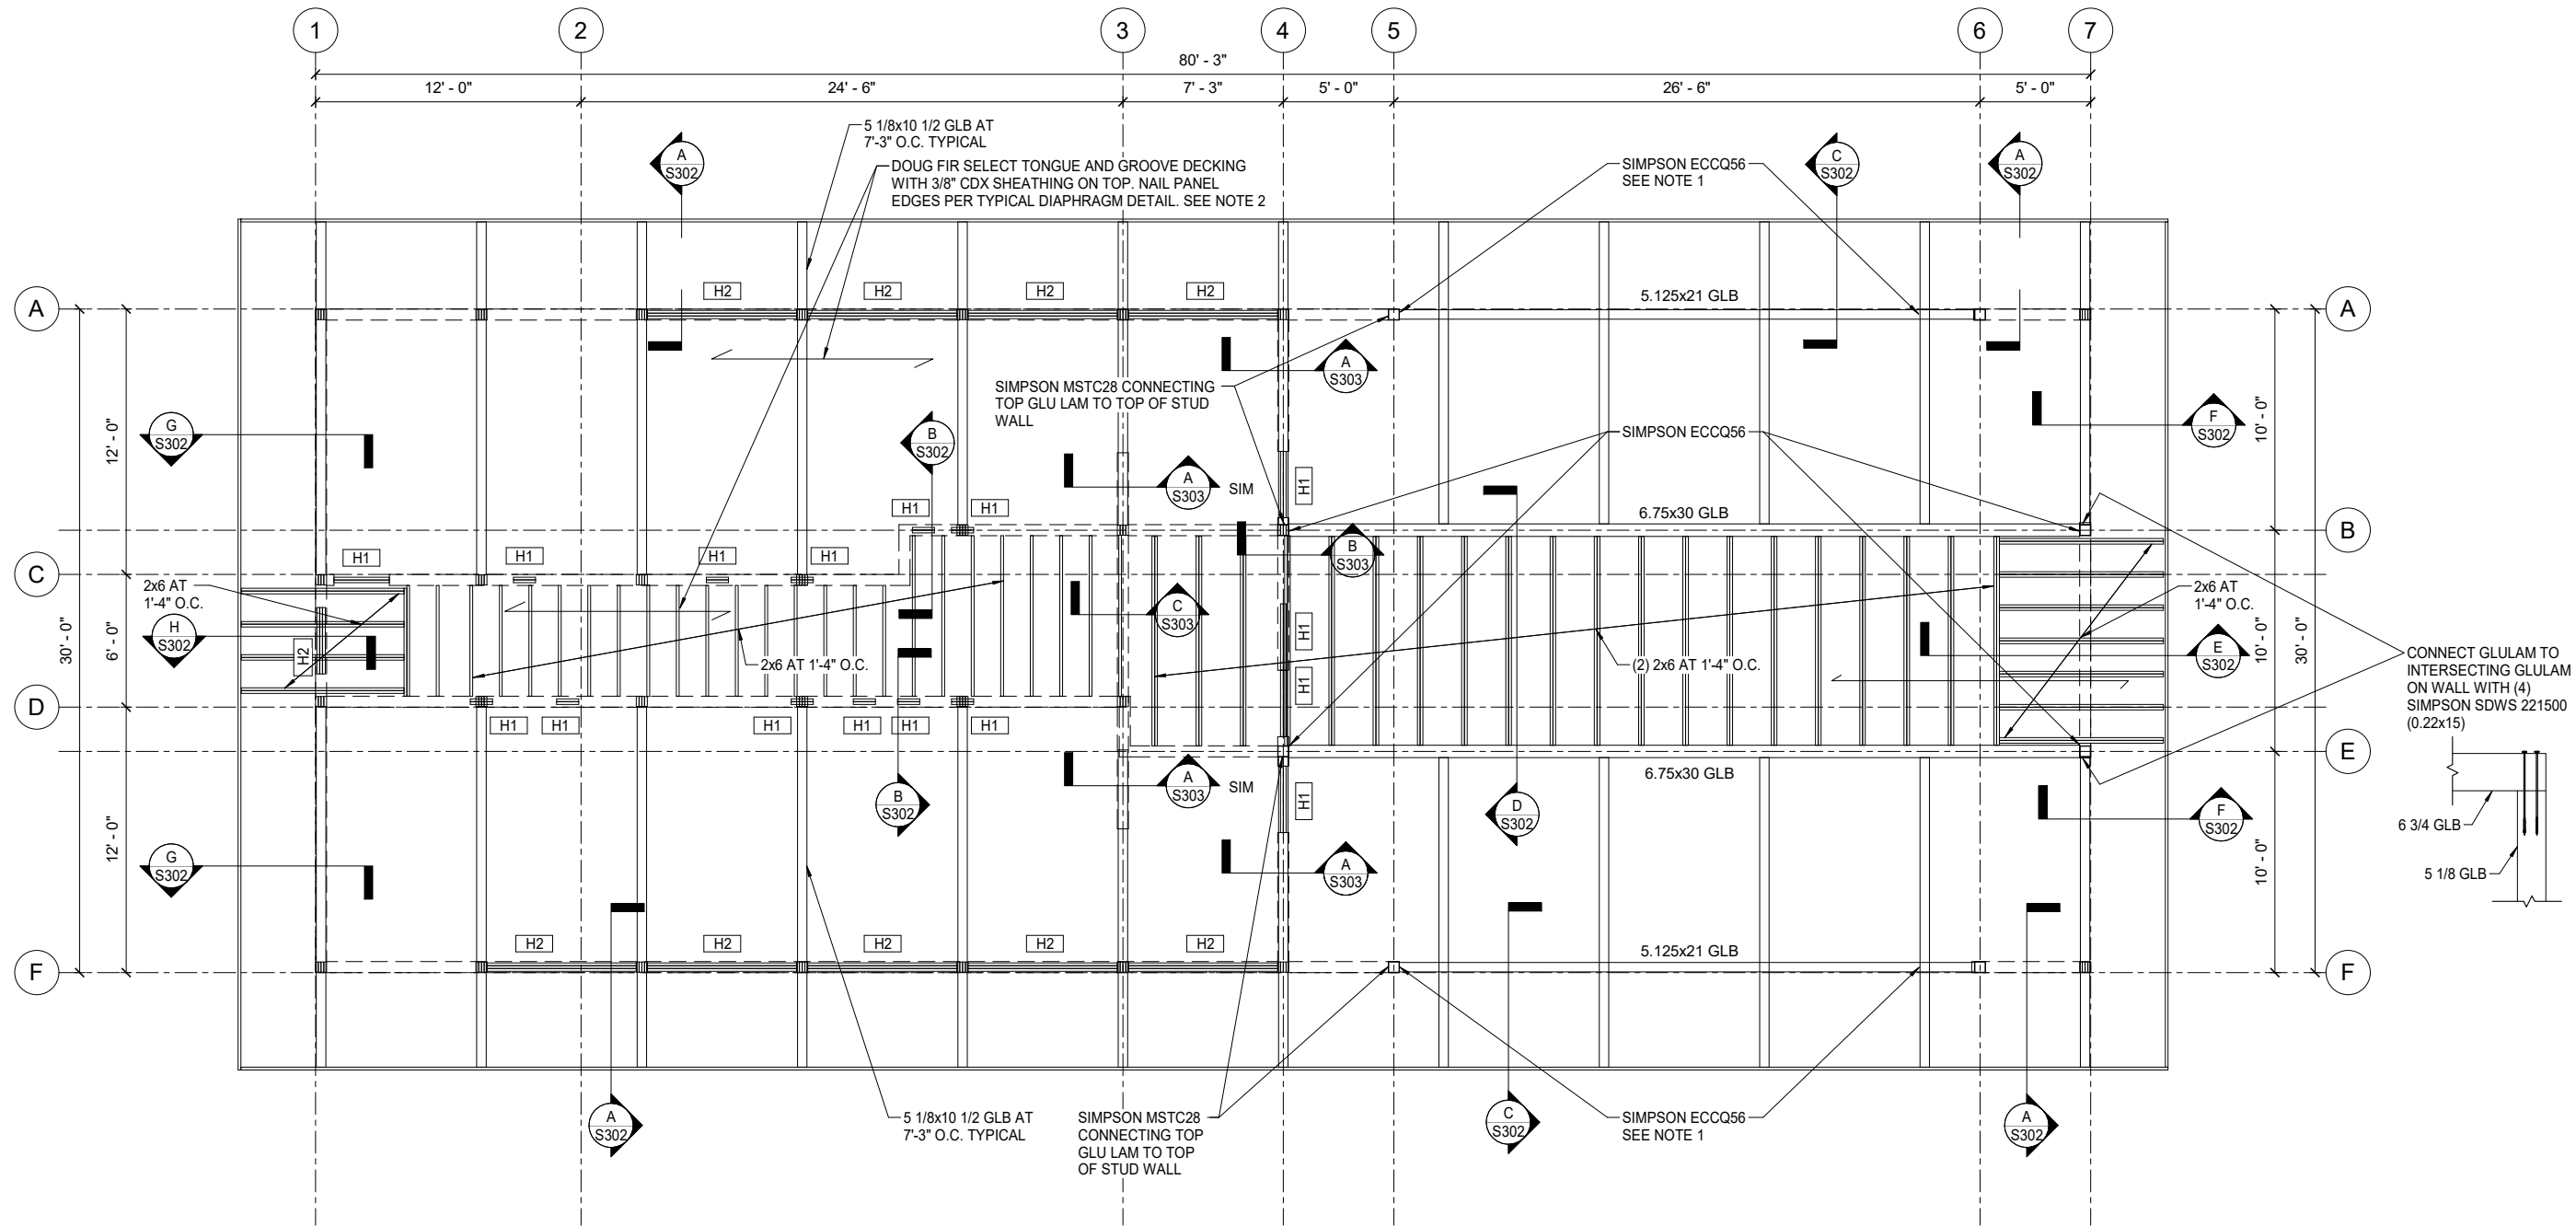 1 2 3 4 5 6 7
80' - 3"
12' - 0" 24' - 6" 7' - 3" 5' - 0" 26' - 6" 5' - 0"
5 1/8x10 1/2 GLB AT
7'-3" O.C. TYPICAL
DOUG FIR SELECT TONGUE AND GROOVE DECKING
WITH 3/8" CDX SHEATHING ON TOP. NAIL PANEL
EDGES PER TYPICAL DIAPHRAGM DETAIL. SEE NOTE 2
SIMPSON ECCQ56
SEE NOTE 1
A
S302
C
S302
A
S302
H2 H2 H2 H2
5.125x21 GLB
A A
A
S303
SIMPSON MSTC28 CONNECTING
TOP GLU LAM TO TOP OF STUD
WALL
12' - 0"
10' - 0"
G
S302
B
S302
SIMPSON ECCQ56
F
S302
A
S303
SIM
H1
H1 H1
6.75x30 GLB
B
B
S303
H1 H1 H1 H1
C
2x6 AT
1'-4" O.C.
C
S303
2x6 AT
1'-4" O.C.
30' - 0"
6' - 0"
H
S302
H2
H1
H1
2x6 AT 1'-4" O.C.
(2) 2x6 AT 1'-4" O.C.
E
S302
10' - 0"
30' - 0"
CONNECT GLULAM TO
INTERSECTING GLULAM
ON WALL WITH (4)
SIMPSON SDWS 221500
(0.22x15)
D
H1 H1 H1 H1 H1 H1
E
A
S303
SIM
6.75x30 GLB
H1
B
S302
D
S302
F
S302
6 3/4 GLB
5 1/8 GLB
12' - 0"
10' - 0"
G
S302
A
S303
H2 H2 H2 H2 H2
5.125x21 GLB
F F
A
S302
5 1/8x10 1/2 GLB AT
7'-3" O.C. TYPICAL
SIMPSON MSTC28
CONNECTING TOP
GLU LAM TO TOP
OF STUD WALL
C
S302
SIMPSON ECCQ56
SEE NOTE 1
A
S302